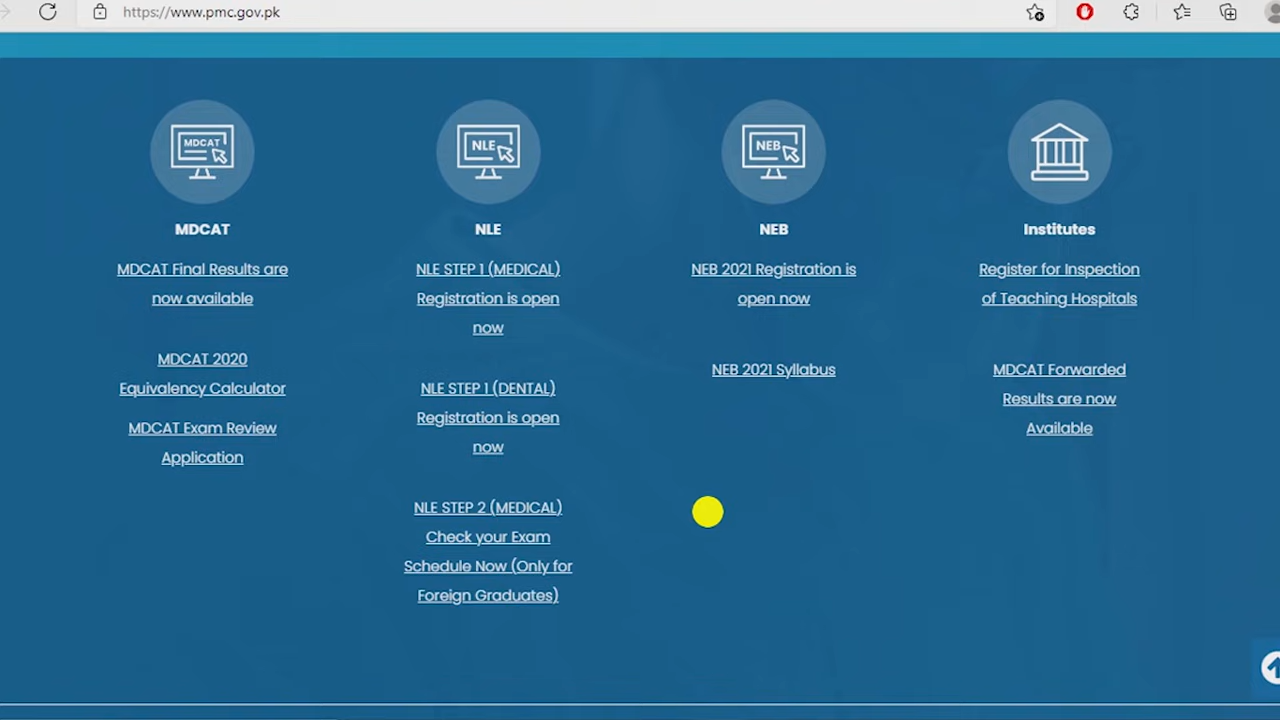 https://www.pmc.gov.pk
MDCAT
NLE
NEB
MDCAT
NLE
NEB
Institutes
MDCAT Final Results are
now available
MDCAT 2020
Equivalency Calculator
MDCAT Exam Review
Application
NLE STEP 1 (MEDICAL)
Registration is open
now
NLE STEP 1 (DENTAL)
Registration is open
now
NLE STEP 2 (MEDICAL)
Check your Exam
Schedule Now (Only for
Foreign Graduates)
NEB 2021 Registration is
open now
NEB 2021 Syllabus
Register for Inspection
of Teaching Hospitals
MDCAT Forwarded
Results are now
Available